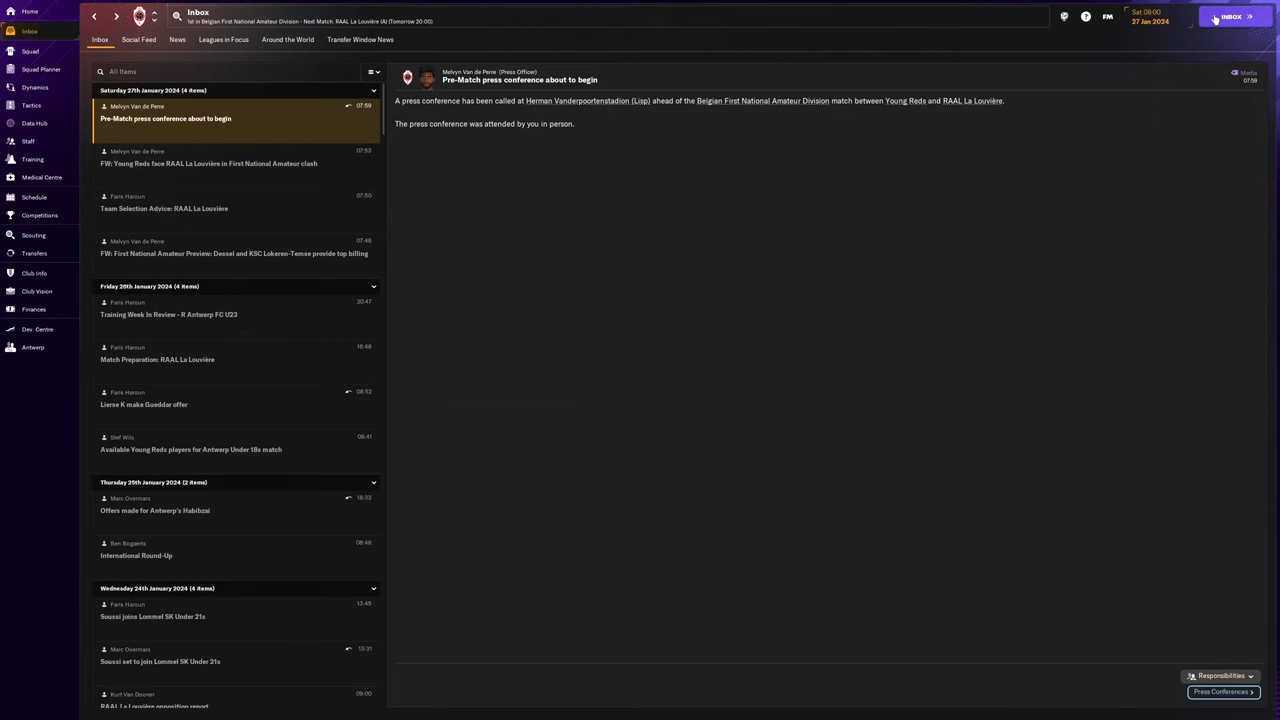 Home
Inbox
Squad
Squad Planner
Dynamics
Tactics
Data Hub
Staff
Training
Medical Centre
Schedule
Competitions
Scouting
Transfers
Club Info
Club Vision
Finances
Dev. Centre
Antwerp
Inbox
1st in Belgian First National Amateur Division - Next Match: RAAL La Louvière (A) (Tomorrow 20:00)
? FM
Sat 08:00
27 Jan 2024
INBOX
Inbox Social Feed News Leagues in Focus Around the World Transfer Window News
All Items
Saturday 27th January 2024 (4 items)
Melvyn Van de Perre 07:59
Pre-Match press conference about to begin
Melvyn Van de Perre 07:53
FW: Young Reds face RAAL La Louvière in First National Amateur clash
Faris Haroun 07:50
Team Selection Advice: RAAL La Louvière
Melvyn Van de Perre 07:48
FW: First National Amateur Preview: Dessel and KSC Lokeren-Temse provide top billing
Friday 26th January 2024 (4 items)
Faris Haroun 20:47
Training Week In Review - R Antwerp FC U23
Faris Haroun 16:48
Match Preparation: RAAL La Louvière
Faris Haroun 08:52
Lierse K make Gueddar offer
Stef Wils 08:41
Available Young Reds players for Antwerp Under 18s match
Thursday 25th January 2024 (2 items)
Marc Overmars 18:33
Offers made for Antwerp's Habibzai
Ben Bogaerts 08:46
International Round-Up
Wednesday 24th January 2024 (4 items)
Faris Haroun 13:45
Soussi joins Lommel SK Under 21s
Marc Overmars 13:31
Soussi set to join Lommel SK Under 21s
Kurt Van Dooren 09:00
RAAL La Louvière opposition report
Melvyn Van de Perre (Press Officer)
Pre-Match press conference about to begin
Media
07:59
A press conference has been called at Herman Vanderpoortenstadion (Lisp) ahead of the Belgian First National Amateur Division match between Young Reds and RAAL La Louvière.
The press conference was attended by you in person.
Responsibilities
Press Conferences